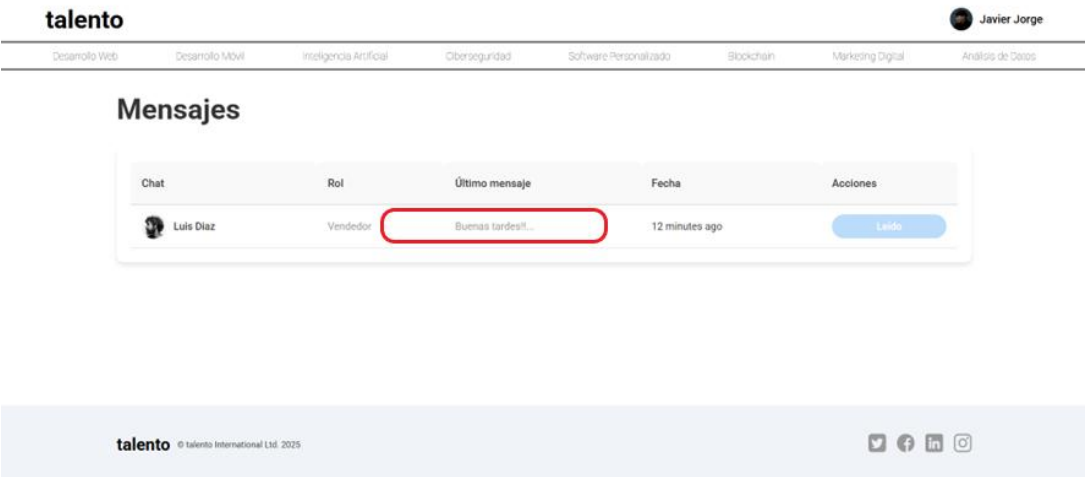 talento
Javier Jorge
Desarrollo Web Desarrollo Móvil Inteligencia Artificial Ciberseguridad Software Personalizado Blockchain Marketing Digital Análisis de Datos
Mensajes
Chat Rol Último mensaje Fecha Acciones
Luis Diaz Vendedor Buenas tardes!!... 12 minutes ago Leído
talento © talento International Ltd. 2025